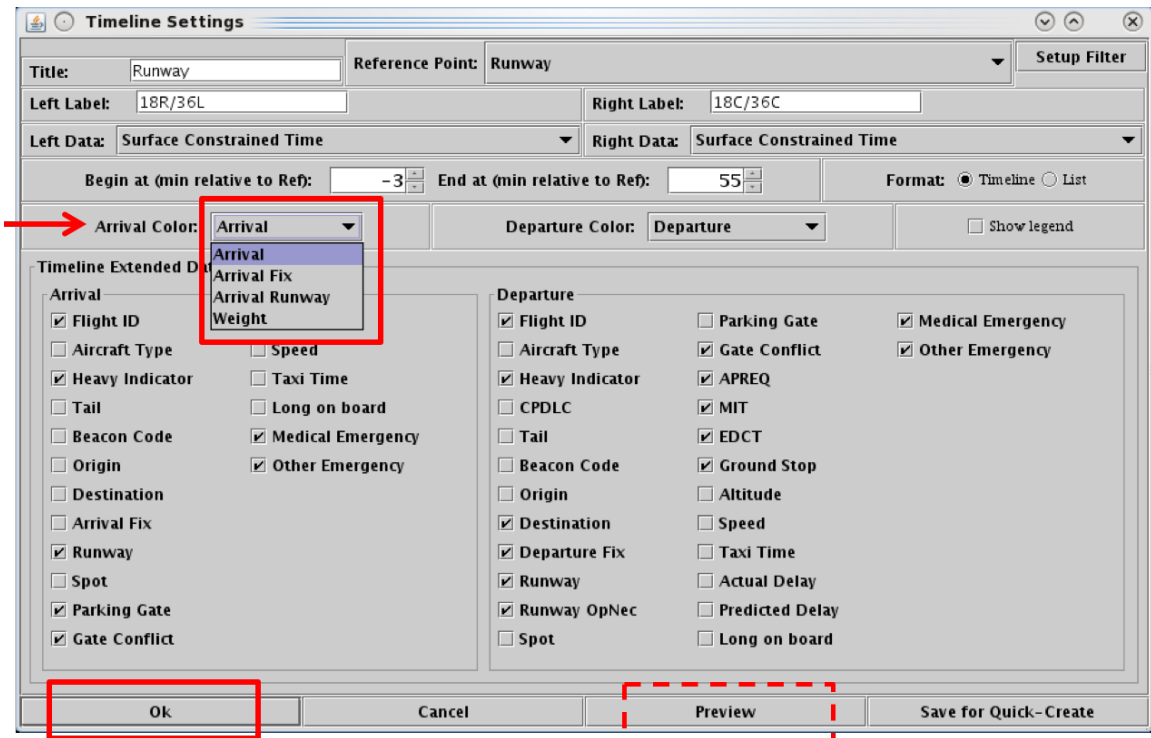 Timeline Settings
Title: Runway Reference Point: Runway Setup Filter
Left Label: 18R/36L Right Label: 18C/36C
Left Data: Surface Constrained Time Right Data: Surface Constrained Time
Begin at (min relative to Ref): -3 End at (min relative to Ref): 55 Format: Timeline List
Arrival Color: Arrival Departure Color: Departure Show legend
Arrival
Arrival Fix
Arrival Runway
Weight
Timeline Extended Da
Arrival
Flight ID
Aircraft Type
Heavy Indicator
Tail
Beacon Code
Origin
Destination
Arrival Fix
Runway
Spot
Parking Gate
Gate Conflict
Speed
Taxi Time
Long on board
Medical Emergency
Other Emergency
Departure
Flight ID
Aircraft Type
Heavy Indicator
CPDLC
Tail
Beacon Code
Origin
Destination
Departure Fix
Runway
Runway OpNec
Spot
Parking Gate
Gate Conflict
APREQ
MIT
EDCT
Ground Stop
Altitude
Speed
Taxi Time
Actual Delay
Predicted Delay
Long on board
Medical Emergency
Other Emergency
Ok Cancel Preview Save for Quick-Create